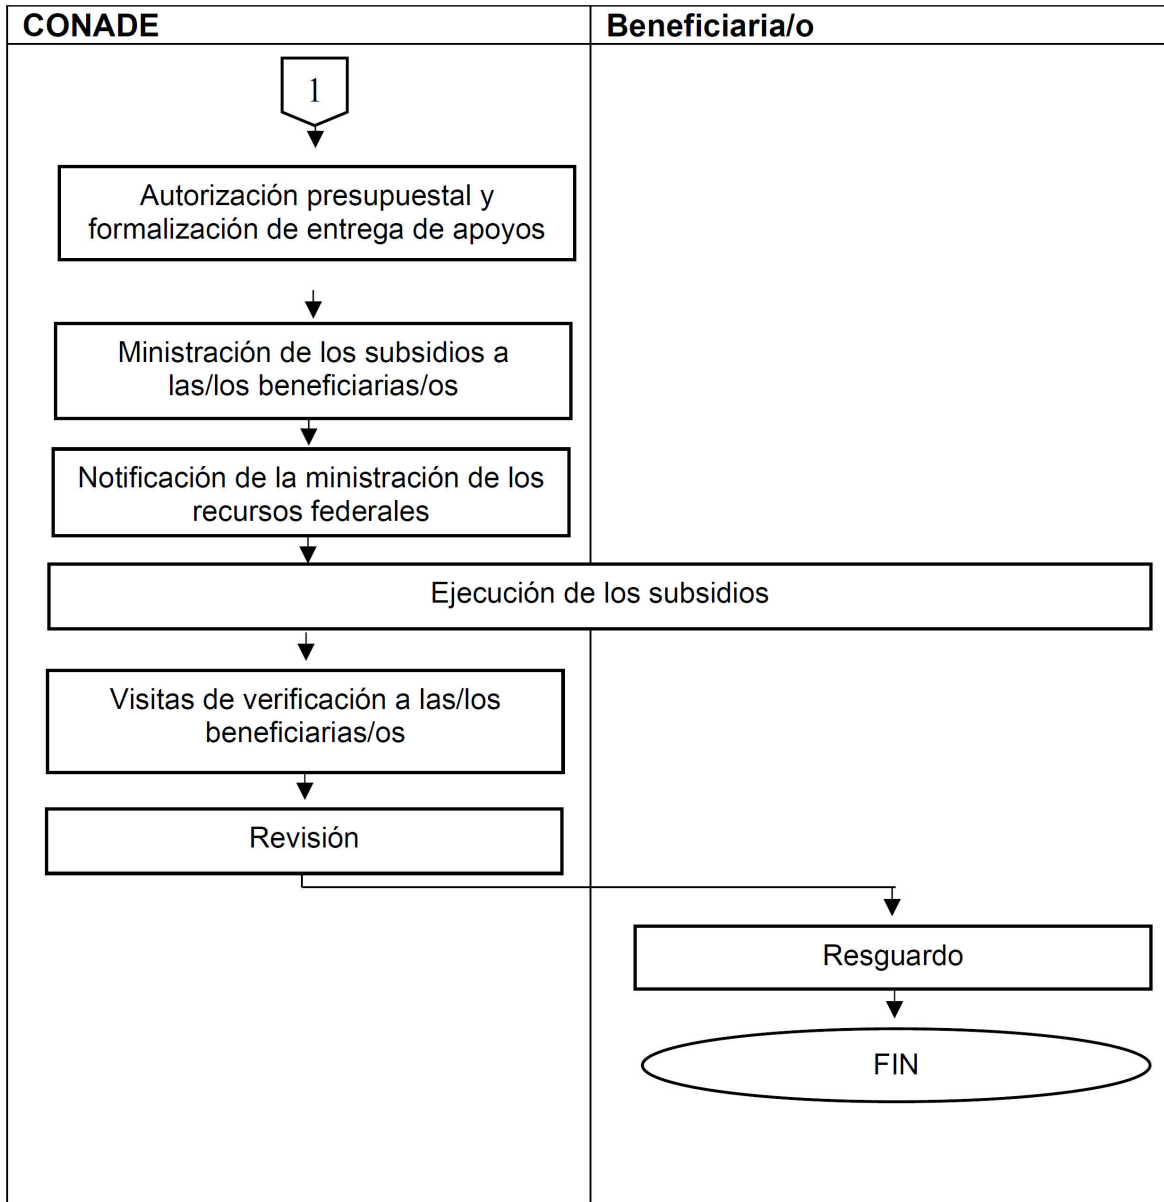 CONADE
Beneficiaria/o
1
Autorización presupuestal y
formalización de entrega de apoyos
Ministración de los subsidios a
las/los beneficiarias/os
Notificación de la ministración de los
recursos federales
Ejecución de los subsidios
Visitas de verificación a las/los
beneficiarias/os
Revisión
Resguardo
FIN